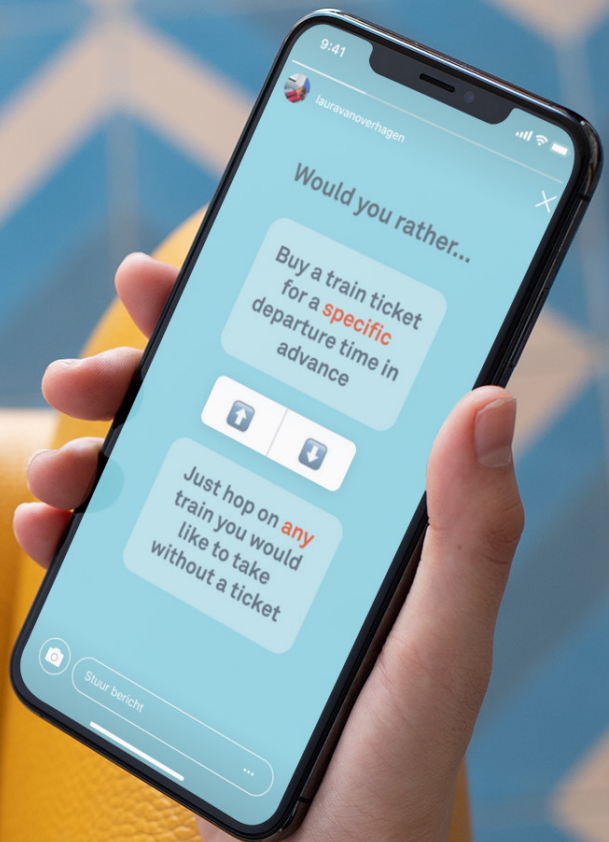 9:41
lauravanoverhagen
Would you rather...
Buy a train ticket
for a specific
departure time in
advance
Just hop on any
train you would
like to take
without a ticket
Stuur bericht